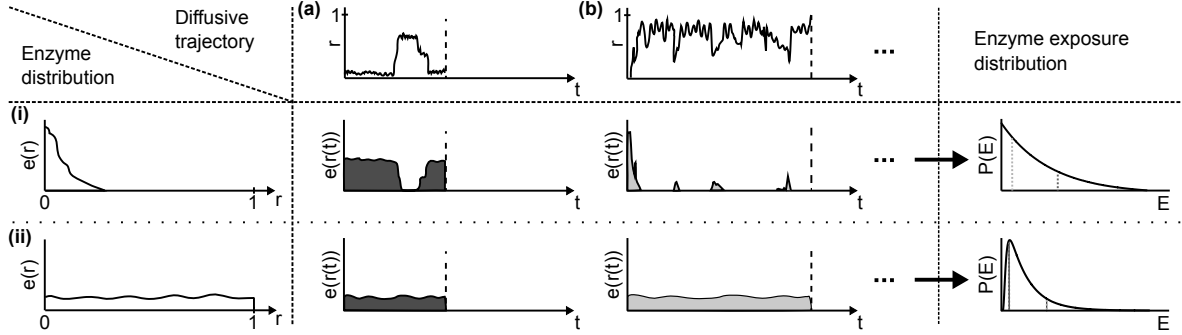 Diffusive
trajectory
Enzyme
distribution
(a)
1
r
t
(b)
1
r
t
...
Enzyme exposure
distribution
(i)
e(r)
0
1
r
e(r(t))
t
e(r(t))
t
...
P(E)
E
(ii)
e(r)
0
1
r
e(r(t))
t
e(r(t))
t
...
P(E)
E